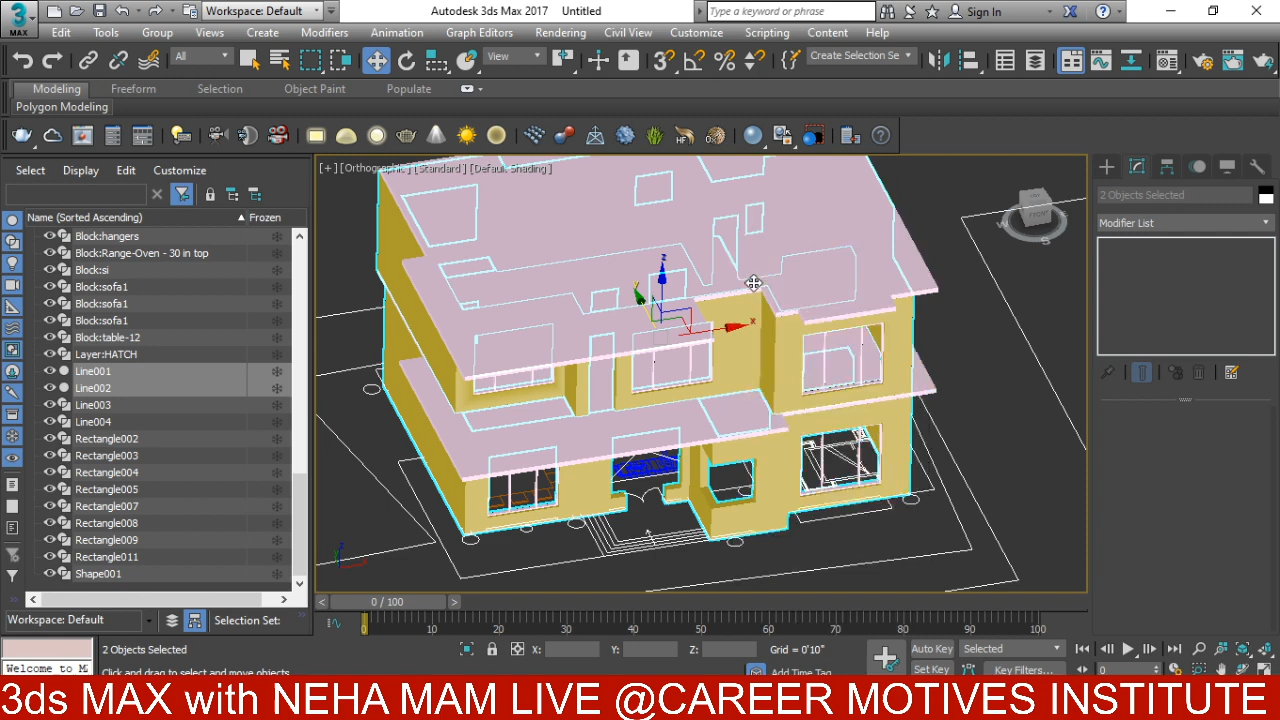 3 MAX Workspace: Default Autodesk 3ds Max 2017 Untitled Type a keyword or phrase Sign In
Edit Tools Group Views Create Modifiers Animation Graph Editors Rendering Civil View Customize Scripting Content Help
All View Create Selection Se
Modeling Freeform Selection Object Paint Populate
Polygon Modeling
Select Display Edit Customize
[+] [Orthographic] [Standard] [Default Shading]
2 Objects Selected
Name (Sorted Ascending) Frozen
Modifier List
Block:hangers
Block:Range-Oven - 30 in top
Block:si
Block:sofa1
Block:sofa1
Block:sofa1
Block:table-12
Layer:HATCH
Line001
Line002
Line003
Line004
Rectangle002
Rectangle003
Rectangle004
Rectangle005
Rectangle007
Rectangle008
Rectangle009
Rectangle011
Shape001
FRONT
W
S
z
y
x
< 0 / 100 >
Workspace: Default Selection Set:
0 10 20 30 40 50 60 70 80 90 100
2 Objects Selected X: Y: Z: Grid = 0'10" Auto Key Selected
Welcome to M Click and drag to select and move objects Add Time Tag Set Key Key Filters... 0
3ds MAX with NEHA MAM LIVE @CAREER MOTIVES INSTITUTE